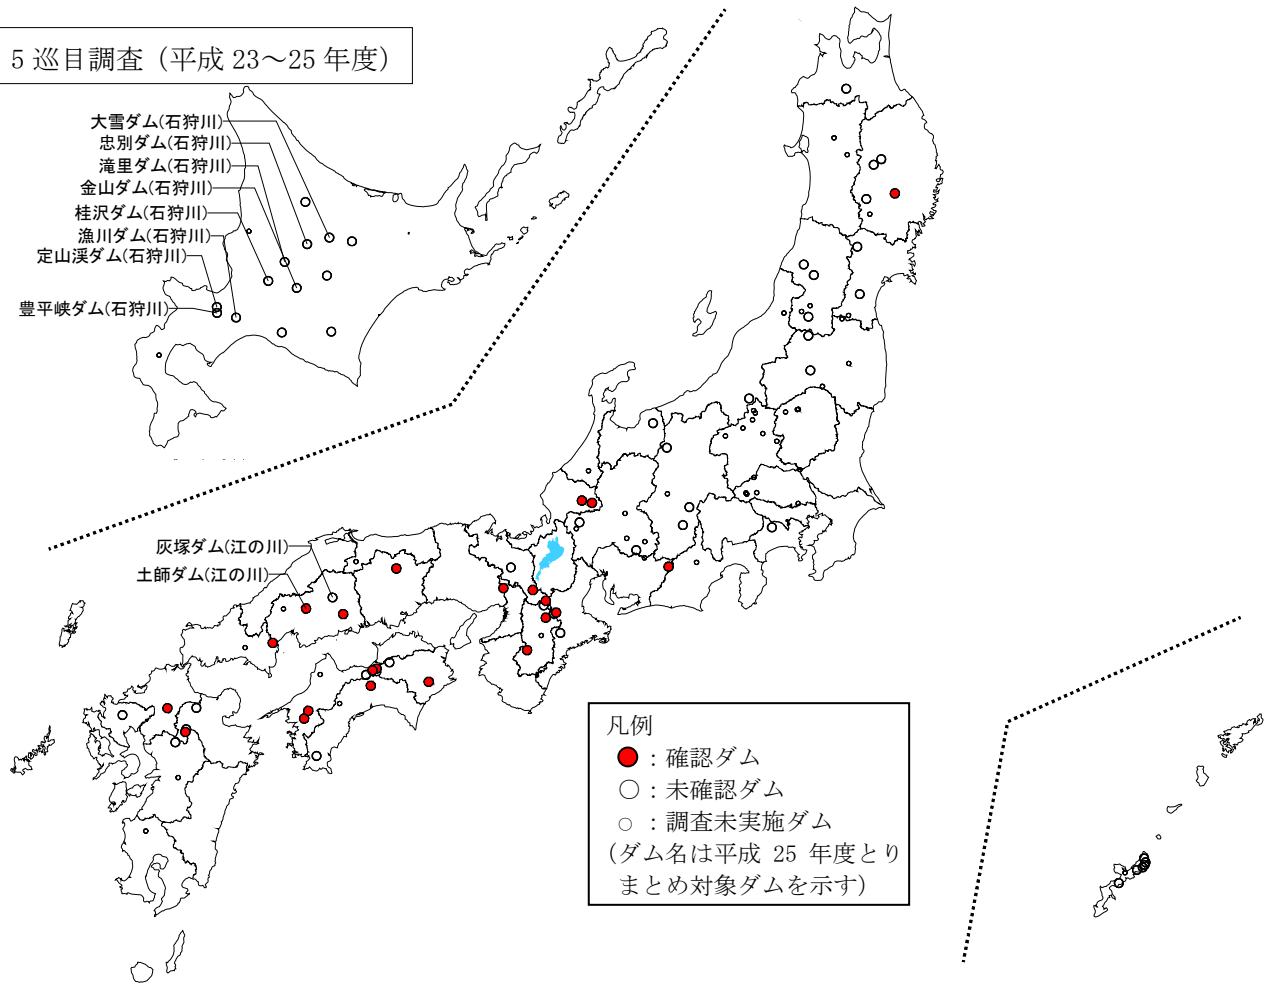 5巡目調査（平成 23～25 年度）
大雪ダム(石狩川)
忠別ダム(石狩川)
滝里ダム(石狩川)
金山ダム(石狩川)
桂沢ダム(石狩川)
漁川ダム(石狩川)
定山渓ダム(石狩川)
豊平峡ダム(石狩川)
灰塚ダム(江の川)
土師ダム(江の川)
凡例
：確認ダム
：未確認ダム
：調査未実施ダム
(ダム名は平成 25 年度とり
まとめ対象ダムを示す)